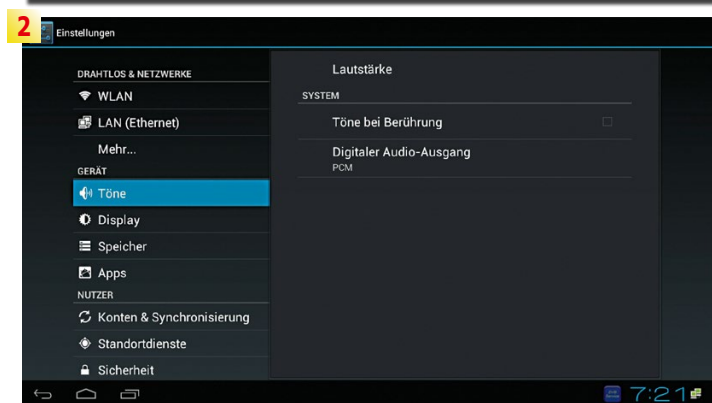 2
Einstellungen
DRAHTLOS & NETZWERKE
WLAN
LAN (Ethernet)
Mehr...
GERÄT
Töne
Display
Speicher
Apps
NUTZER
Konten & Synchronisierung
Standortdienste
Sicherheit
Lautstärke
SYSTEM
Töne bei Berührung
Digitaler Audio-Ausgang
PCM
7:21